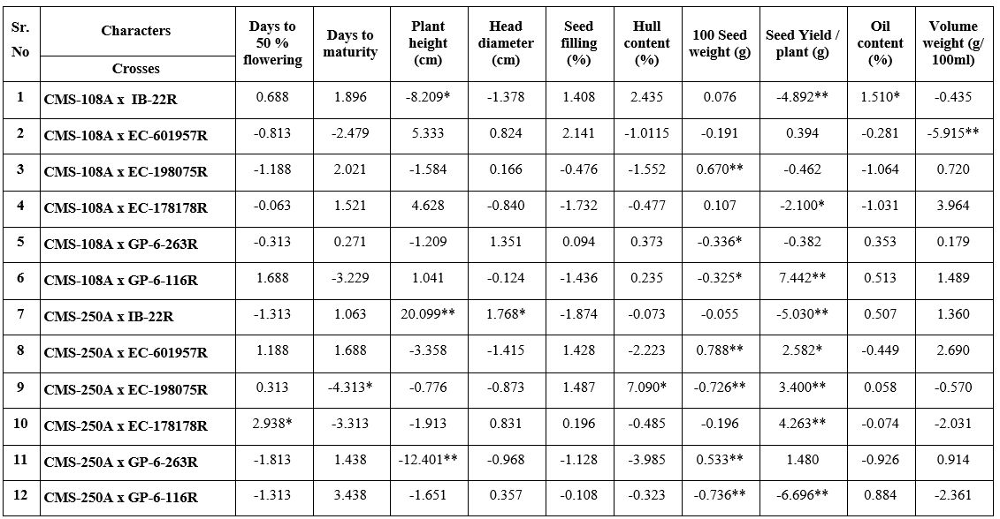 Sr. No | Characters | Days to 50 % flowering | Days to maturity | Plant height (cm) | Head diameter (cm) | Seed filling (%) | Hull content (%) | 100 Seed weight (g) | Seed Yield / plant (g) | Oil content (%) | Volume weight (g/ 100ml)
Crosses
1 | CMS-108A x IB-22R | 0.688 | 1.896 | -8.209* | -1.378 | 1.408 | 2.435 | 0.076 | -4.892** | 1.510* | -0.435
2 | CMS-108A x EC-601957R | -0.813 | -2.479 | 5.333 | 0.824 | 2.141 | -1.0115 | -0.191 | 0.394 | -0.281 | -5.915**
3 | CMS-108A x EC-198075R | -1.188 | 2.021 | -1.584 | 0.166 | -0.476 | -1.552 | 0.670** | -0.462 | -1.064 | 0.720
4 | CMS-108A x EC-178178R | -0.063 | 1.521 | 4.628 | -0.840 | -1.732 | -0.477 | 0.107 | -2.100* | -1.031 | 3.964
5 | CMS-108A x GP-6-263R | -0.313 | 0.271 | -1.209 | 1.351 | 0.094 | 0.373 | -0.336* | -0.382 | 0.353 | 0.179
6 | CMS-108A x GP-6-116R | 1.688 | -3.229 | 1.041 | -0.124 | -1.436 | 0.235 | -0.325* | 7.442** | 0.513 | 1.489
7 | CMS-250A x IB-22R | -1.313 | 1.063 | 20.099** | 1.768* | -1.874 | -0.073 | -0.055 | -5.030** | 0.507 | 1.360
8 | CMS-250A x EC-601957R | 1.188 | 1.688 | -3.358 | -1.415 | 1.428 | -2.223 | 0.788** | 2.582* | -0.449 | 2.690
9 | CMS-250A x EC-198075R | 0.313 | -4.313* | -0.776 | -0.873 | 1.487 | 7.090* | -0.726** | 3.400** | 0.058 | -0.570
10 | CMS-250A x EC-178178R | 2.938* | -3.313 | -1.913 | 0.831 | 0.196 | -0.485 | -0.196 | 4.263** | -0.074 | -2.031
11 | CMS-250A x GP-6-263R | -1.813 | 1.438 | -12.401** | -0.968 | -1.128 | -3.985 | 0.533** | 1.480 | -0.926 | 0.914
12 | CMS-250A x GP-6-116R | -1.313 | 3.438 | -1.651 | 0.357 | -0.108 | -0.323 | -0.736** | -6.696** | 0.884 | -2.361